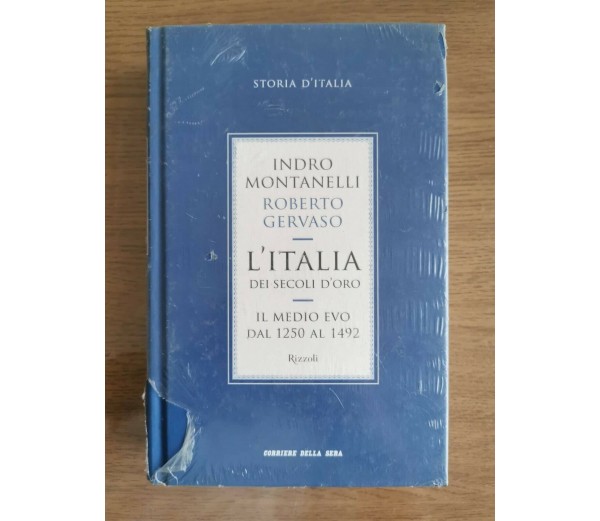 STORIA D'ITALIA
INDRO
MONTANELLI
ROBERTO
GERVASO
L'ITALIA
DEI SECOLI D'ORO
IL MEDIO EVO
DAL 1250 AL 1492
Rizzoli
CORRIERE DELLA SERA